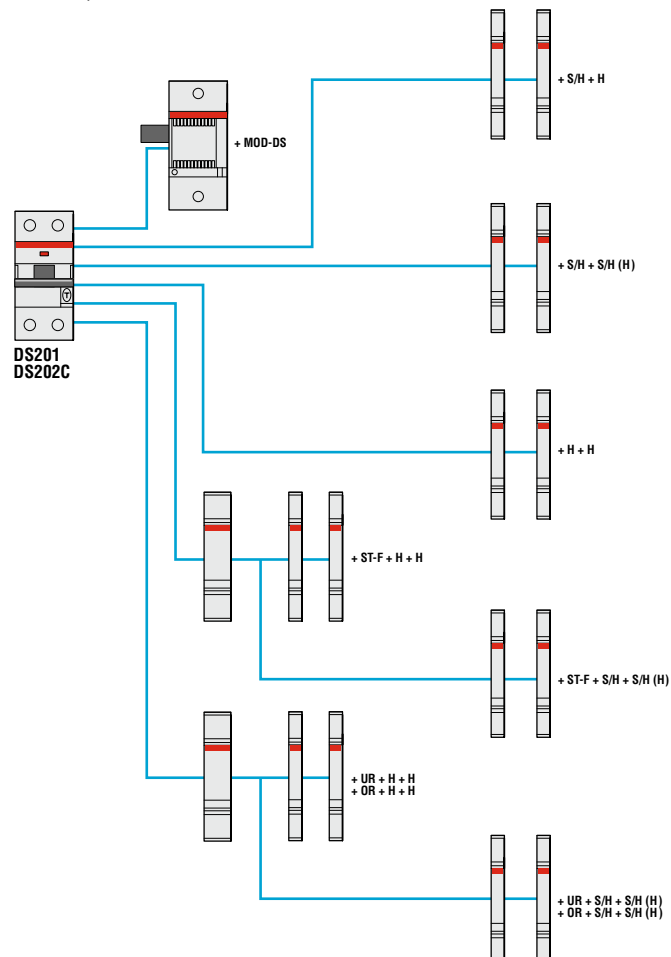 + S/H + H
+ MOD-DS
+ S/H + S/H (H)
T
DS201
DS202C
+ H + H
+ ST-F + H + H
+ ST-F + S/H + S/H (H)
+ UR + H + H
+ OR + H + H
+ UR + S/H + S/H (H)
+ OR + S/H + S/H (H)